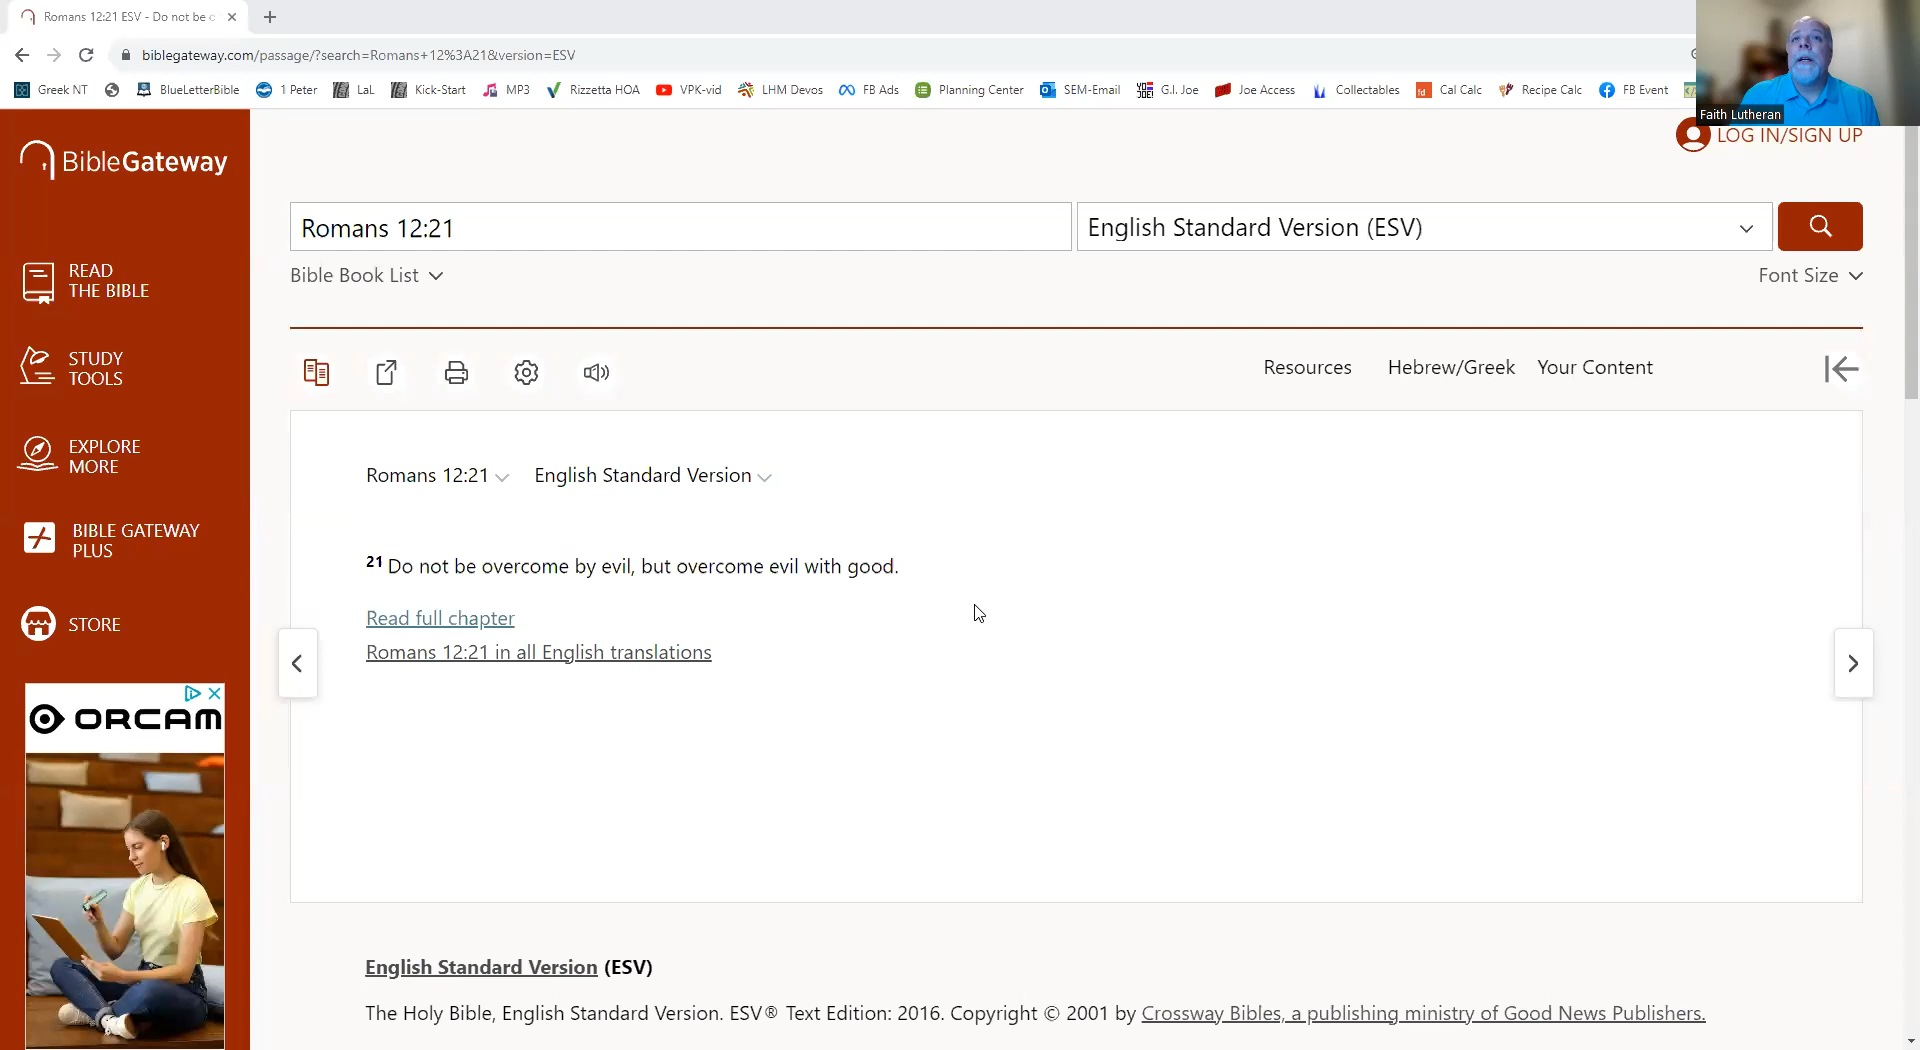 Romans 12:21 ESV - Do not be
biblegateway.com/passage/?search=Romans+12%3A21&version=ESV
Greek NT BlueLetterBible 1 Peter LaL Kick-Start MP3 Rizzetta HOA VPK-vid LHM Devos FB Ads Planning Center SEM-Email G.I. Joe Joe Access Collectables Cal Calc Recipe Calc FB Event
Faith Lutheran
BibleGateway
LOG IN/SIGN UP
Romans 12:21
English Standard Version (ESV)
Bible Book List
Font Size
READ
THE BIBLE
STUDY
TOOLS
EXPLORE
MORE
BIBLE GATEWAY
PLUS
STORE
Resources Hebrew/Greek Your Content
Romans 12:21 English Standard Version
21 Do not be overcome by evil, but overcome evil with good.
Read full chapter
Romans 12:21 in all English translations
ORCAM
English Standard Version (ESV)
The Holy Bible, English Standard Version. ESV® Text Edition: 2016. Copyright © 2001 by Crossway Bibles, a publishing ministry of Good News Publishers.